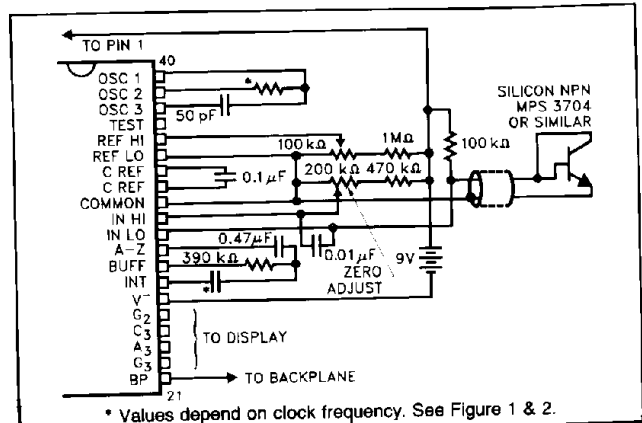 TO PIN 1
40
OSC 1
OSC 2
OSC 3
TEST
REF HI
REF LO
C REF
C REF
COMMON
IN HI
IN LO
A-Z
BUFF
INT
V⁻
G₂
C₃
A₃
G₃
BP
21
*
50 pF
100 kΩ
1MΩ
200 kΩ
470 kΩ
0.1μF
100 kΩ
SILICON NPN
MPS 3704
OR SIMILAR
0.47μF
390 kΩ
0.01μF
ZERO
ADJUST
9V
*
TO DISPLAY
TO BACKPLANE
* Values depend on clock frequency. See Figure 1 & 2.